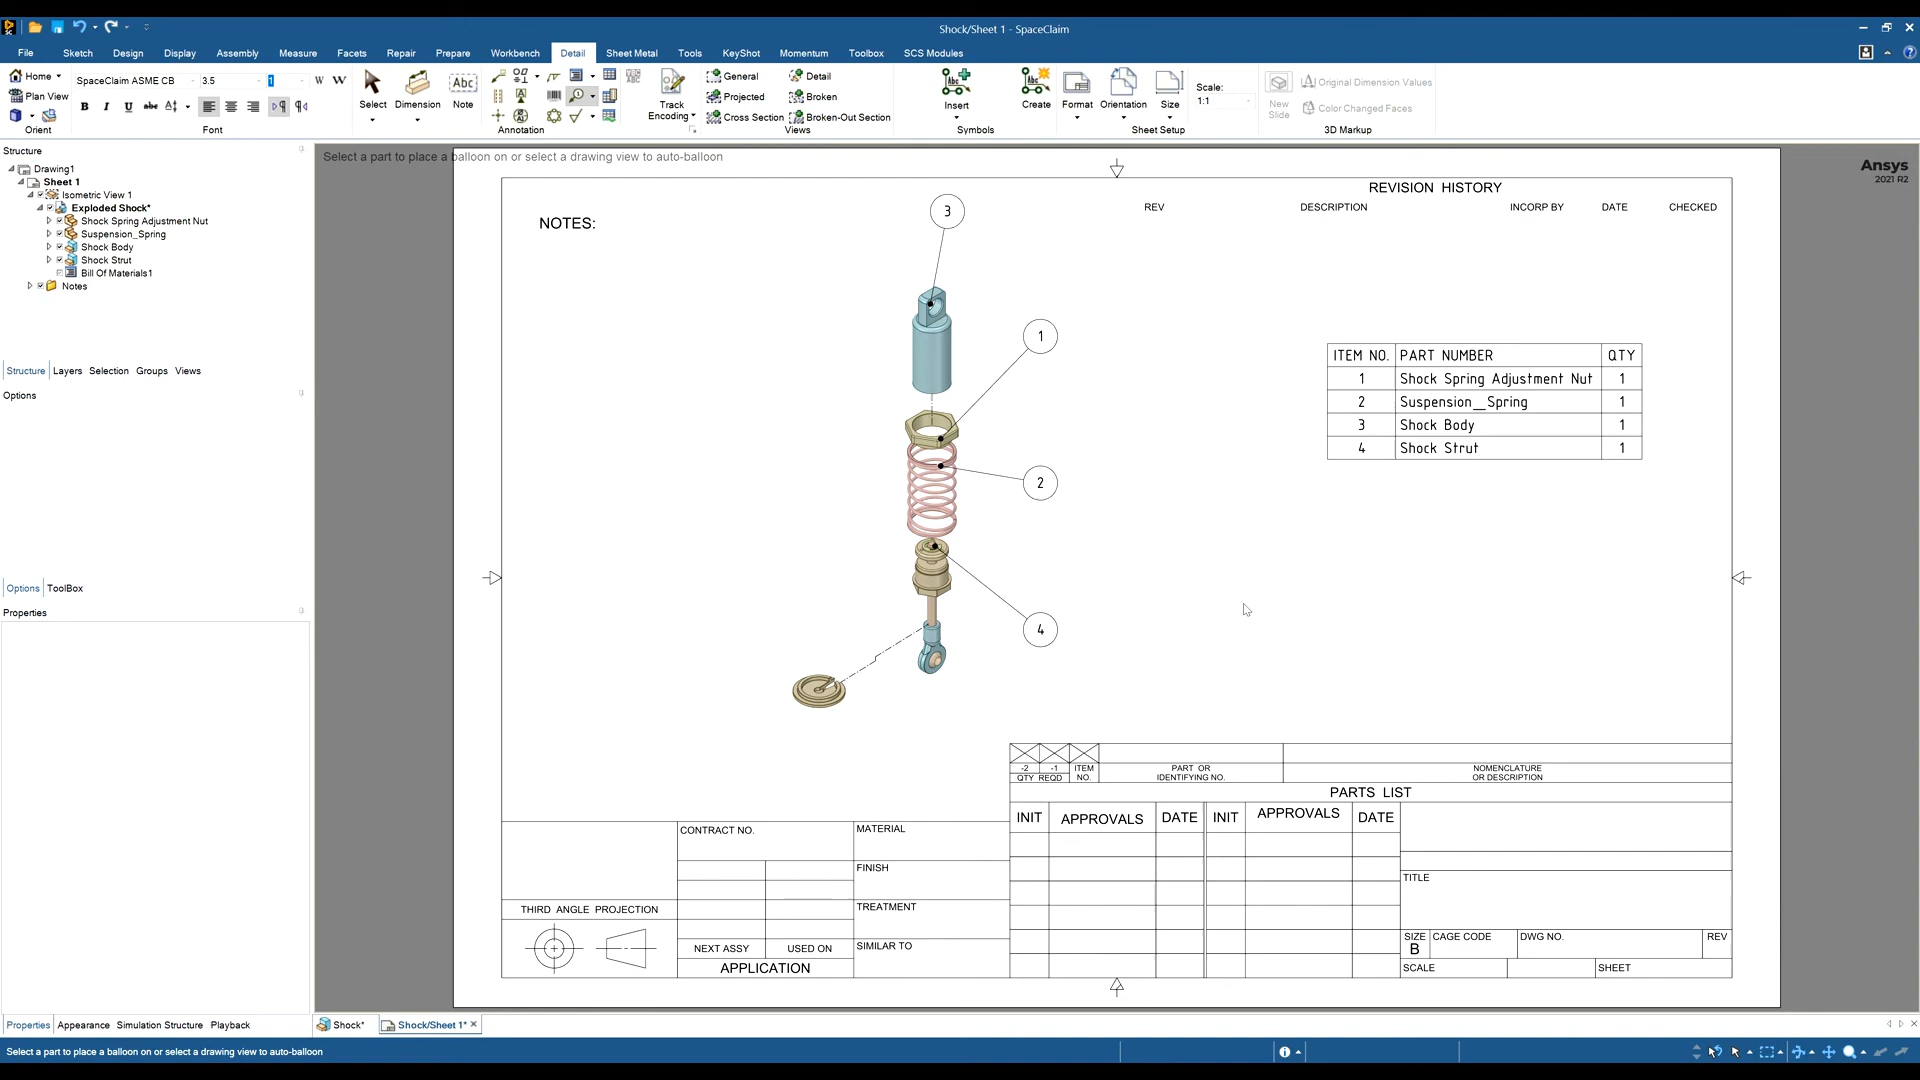 Shock/Sheet 1 - SpaceClaim
File Sketch Design Display Assembly Measure Facets Repair Prepare Workbench Detail Sheet Metal Tools KeyShot Momentum Toolbox SCS Modules
Home
Plan View
Orient
SpaceClaim ASME CB 3.5 1 W W
B I U abc A
Font
Select
Dimension
Abc
Note
Annotation
Track
Encoding
General
Projected
Cross Section
Detail
Broken
Broken-Out Section
Views
Insert
Create
Symbols
Format
Orientation
Size
Scale:
1:1
Sheet Setup
New
Slide
Original Dimension Values
Color Changed Faces
3D Markup
Structure
Drawing1
Sheet 1
Isometric View 1
Exploded Shock*
Shock Spring Adjustment Nut
Suspension_Spring
Shock Body
Shock Strut
Bill Of Materials1
Notes
Structure Layers Selection Groups Views
Options
Options ToolBox
Properties
Properties Appearance Simulation Structure Playback
Select a part to place a balloon on or select a drawing view to auto-balloon
Ansys
2021 R2
REVISION HISTORY
REV DESCRIPTION INCORP BY DATE CHECKED
NOTES:
3
1
2
4
ITEM NO. PART NUMBER QTY
1 Shock Spring Adjustment Nut 1
2 Suspension_Spring 1
3 Shock Body 1
4 Shock Strut 1
-2 -1 ITEM NO.
QTY REQD
PART OR
IDENTIFYING NO.
NOMENCLATURE
OR DESCRIPTION
PARTS LIST
INIT APPROVALS DATE INIT APPROVALS DATE
CONTRACT NO.
MATERIAL
FINISH
TREATMENT
SIMILAR TO
THIRD ANGLE PROJECTION
NEXT ASSY USED ON
APPLICATION
TITLE
SIZE
B
CAGE CODE
DWG NO.
REV
SCALE
SHEET
Shock* Shock/Sheet 1*
Select a part to place a balloon on or select a drawing view to auto-balloon